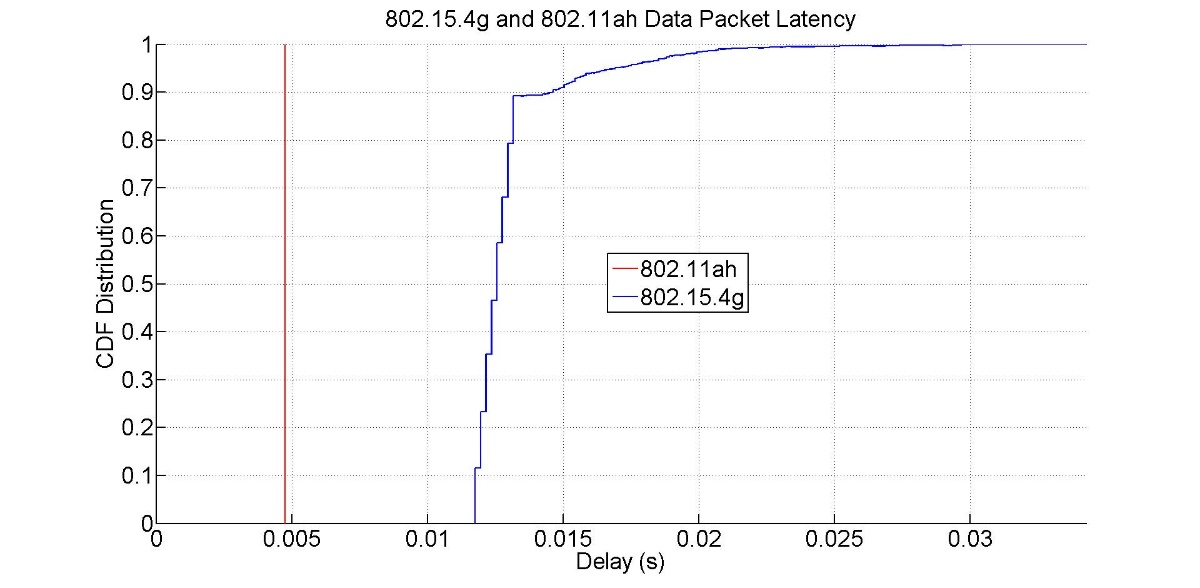 802.15.4g and 802.11ah Data Packet Latency
1
0.9
0.8
0.7
0.6
0.5
0.4
0.3
0.2
0.1
0
CDF Distribution
802.11ah
802.15.4g
0 0.005 0.01 0.015 0.02 0.025 0.03
Delay (s)